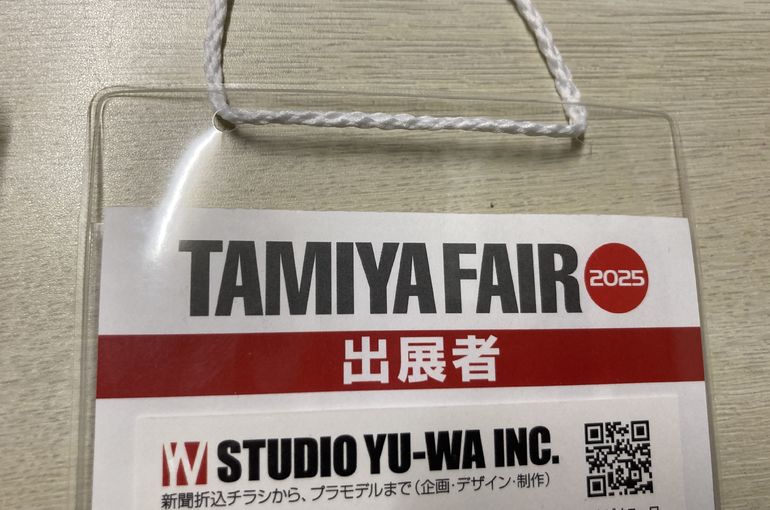 TAMIYA FAIR 2025
出展者
STUDIO YU-WA INC.
新聞折込チラシから、プラモデルまで（企画・デザイン・制作）